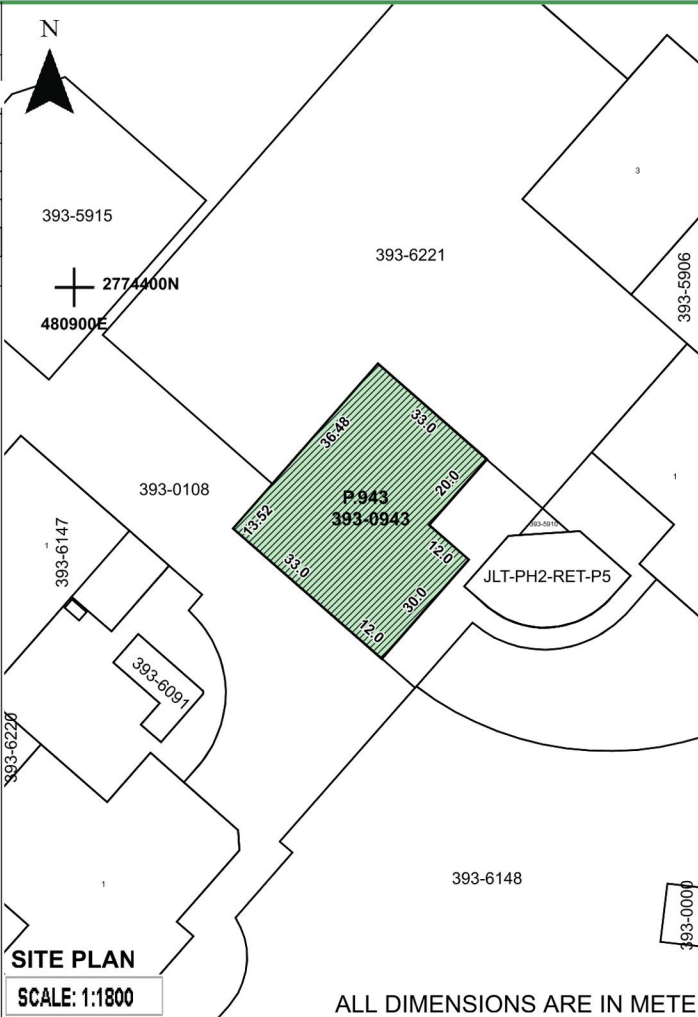 N
3
393-5915
393-6221
393-5906
2774400N
480900E
33.0
36.48
1
20.0
393-0108
P.943
393-0943
13.52
393-5910
393-6147
1
12.0
33.0
JLT-PH2-RET-P5
30.0
12.0
393-6091
393-6220
393-6148
1
393-0000
SITE PLAN
SCALE: 1:1800
ALL DIMENSIONS ARE IN METE